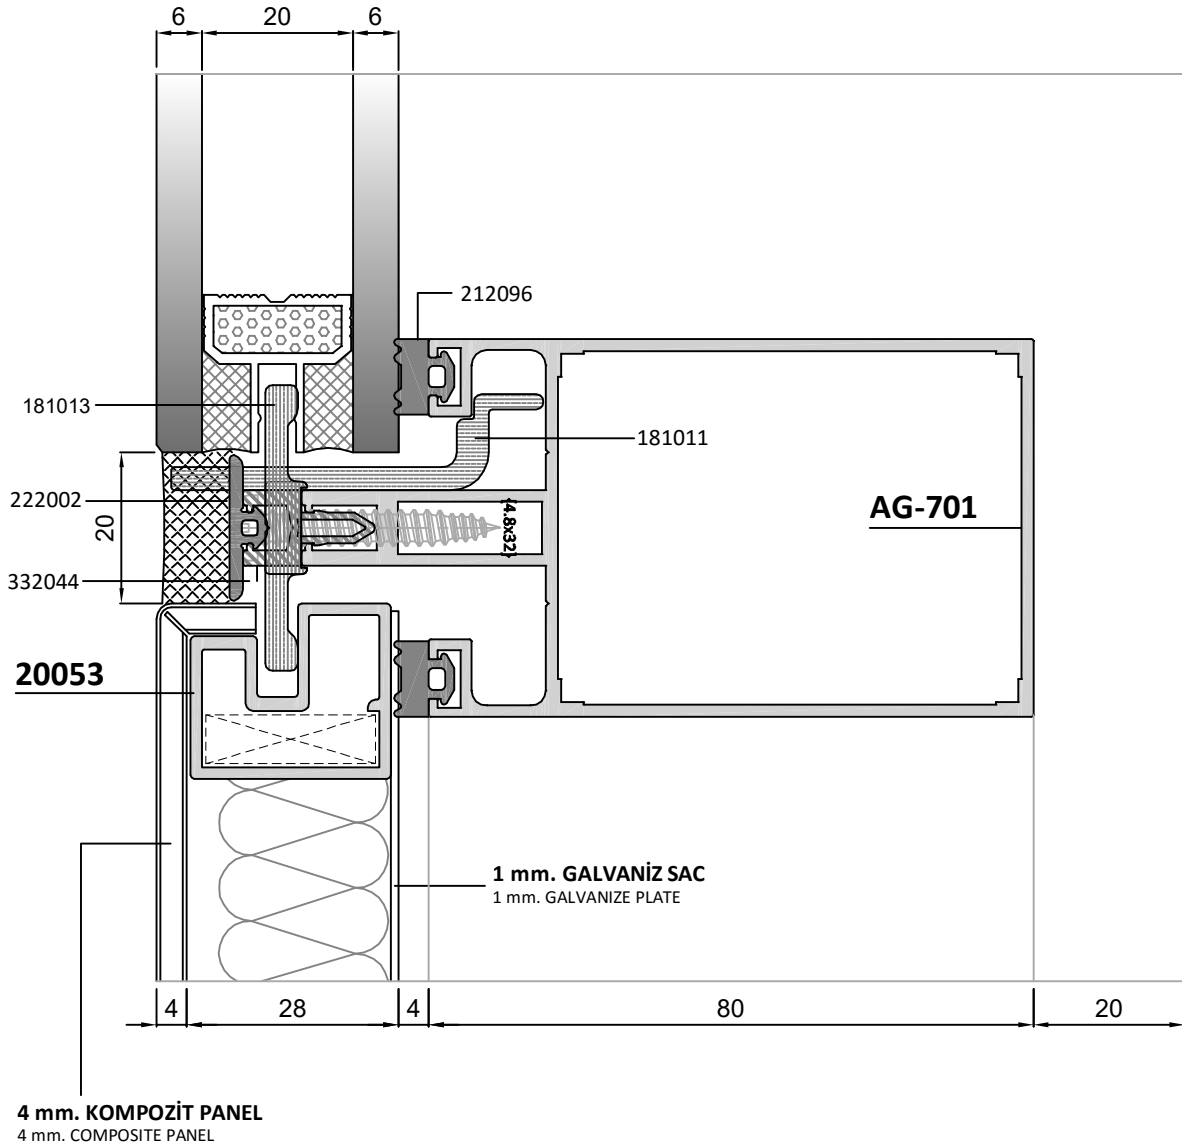 6 20 6
212096
181013
181011
222002
20
{4.8x32}
AG-701
332044
20053
1 mm. GALVANİZ SAC
1 mm. GALVANIZE PLATE
4 28 4 80 20
4 mm. KOMPOZİT PANEL
4 mm. COMPOSITE PANEL